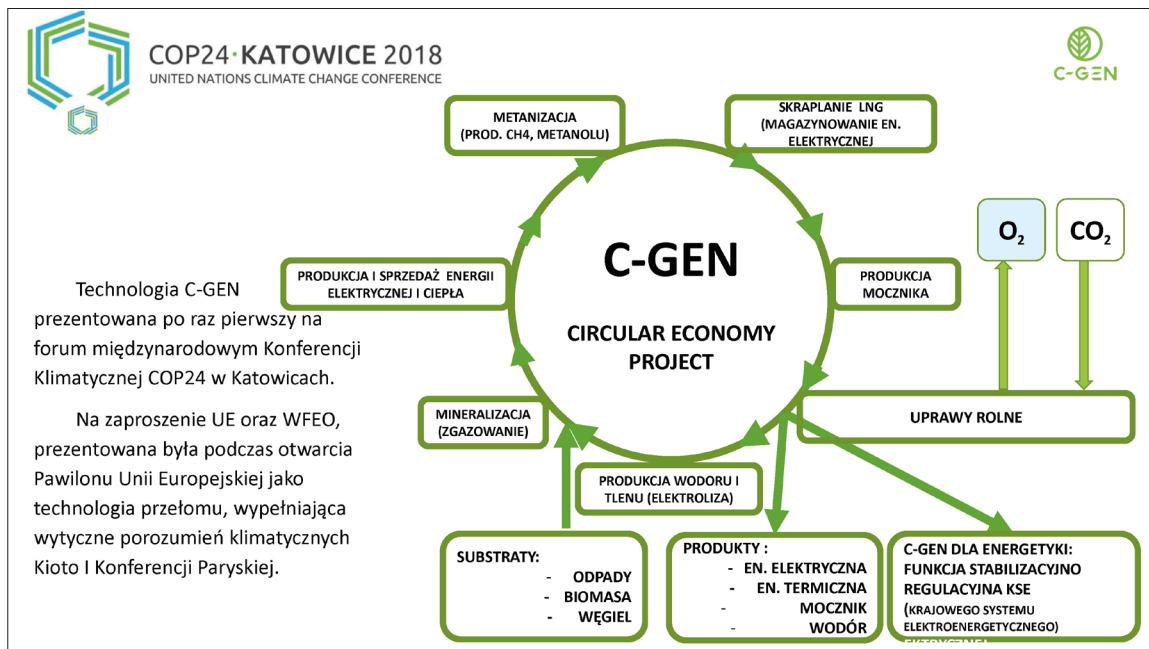 COP24·KATOWICE 2018
UNITED NATIONS CLIMATE CHANGE CONFERENCE
C-GEN
METANIZACJA
(PROD. CH4, METANOLU)
SKRAPLANIE LNG
(MAGAZYNOWANIE EN.
ELEKTRYCZNEJ
O2
CO2
C-GEN
CIRCULAR ECONOMY
PROJECT
PRODUKCJA I SPRZEDAŻ ENERGII
ELEKTRYCZNEJ I CIEPŁA
PRODUKCJA
MOCZNIKA
Technologia C-GEN
prezentowana po raz pierwszy na
forum międzynarodowym Konferencji
Klimatycznej COP24 w Katowicach.
Na zaproszenie UE oraz WFEO,
prezentowana była podczas otwarcia
Pawilonu Unii Europejskiej jako
technologia przełomu, wypełniająca
wytyczne porozumień klimatycznych
Kioto I Konferencji Paryskiej.
MINERALIZACJA
(ZGAZOWANIE)
UPRAWY ROLNE
PRODUKCJA WODORU I
TLENU (ELEKTROLIZA)
SUBSTRATY:
- ODPADY
- BIOMASA
- WĘGIEL
PRODUKTY :
- EN. ELEKTRYCZNA
- EN. TERMICZNA
- MOCZNIK
- WODÓR
C-GEN DLA ENERGETYKI:
FUNKCJA STABILIZACYJNO
REGULACYJNA KSE
(KRAJOWEGO SYSTEMU
ELEKTROENERGETYCZNEGO)